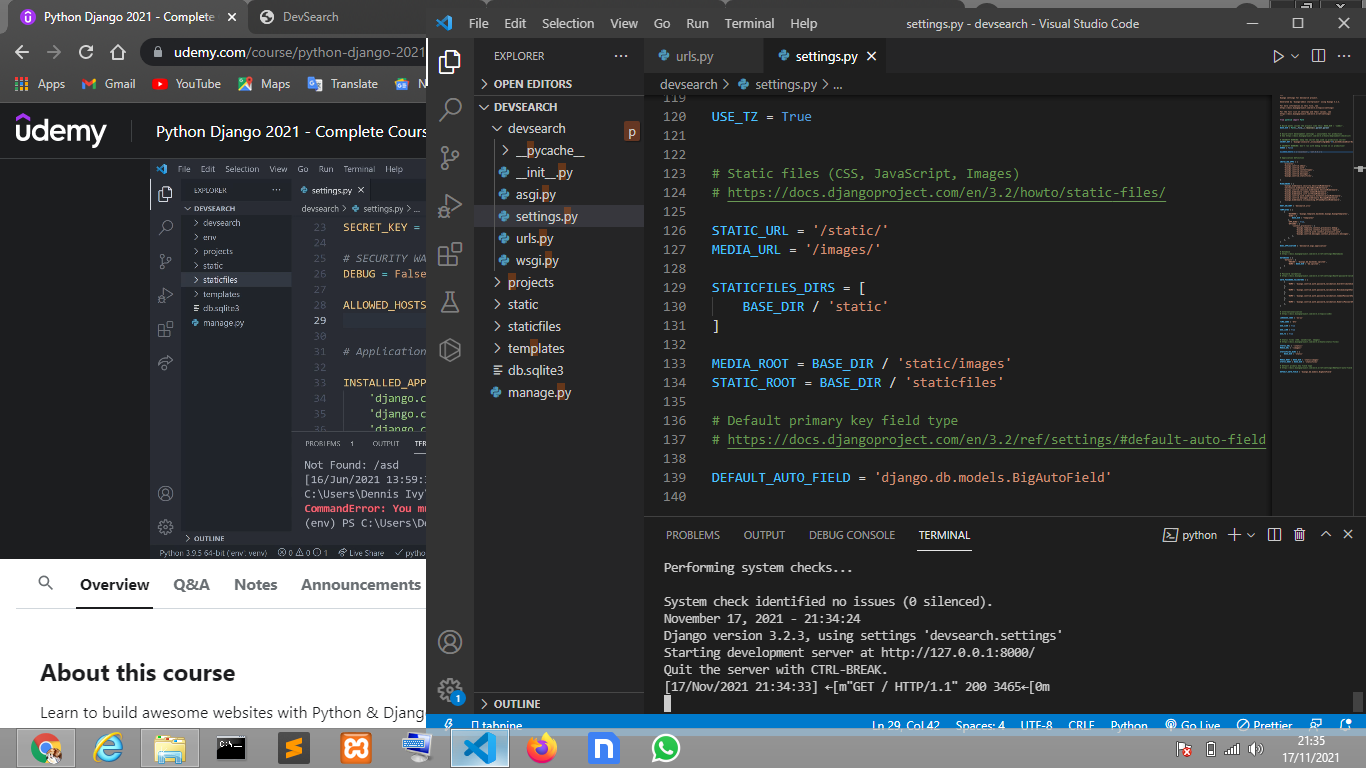 Python Django 2021 - Complete
DevSearch
udemy.com/course/python-django-2021
Apps
Gmail
YouTube
Maps
Translate
N
ûdemy
Python Django 2021 - Complete Cours
File Edit Selection View Go Run Terminal Help
EXPLORER
DEVSEARCH
devsearch
env
projects
static
staticfiles
templates
db.sqlite3
manage.py
OUTLINE
settings.py
devsearch > settings.py > ...
23 SECRET_KEY =
24
25 # SECURITY WA
26 DEBUG = False
27
28 ALLOWED_HOSTS
29
30
31 # Application
32
33 INSTALLED_APP
34 'django.c
35 'django.c
36 'django.c
PROBLEMS 1 OUTPUT TER
Not Found: /asd
[16/Jun/2021 13:59:1
C:\Users\Dennis Ivy\
CommandError: You mu
(env) PS C:\Users\De
Python 3.9.5 64-bit ('env': venv) 0 0 1 Live Share pytho
Overview
Q&A
Notes
Announcements
About this course
Learn to build awesome websites with Python & Djang
File Edit Selection View Go Run Terminal Help
settings.py - devsearch - Visual Studio Code
EXPLORER
OPEN EDITORS
DEVSEARCH
devsearch
p
__pycache__
__init__.py
asgi.py
settings.py
urls.py
wsgi.py
projects
static
staticfiles
templates
db.sqlite3
manage.py
OUTLINE
urls.py
settings.py
devsearch > settings.py > ...
119
120 USE_TZ = True
121
122
123 # Static files (CSS, JavaScript, Images)
124 # https://docs.djangoproject.com/en/3.2/howto/static-files/
125
126 STATIC_URL = '/static/'
127 MEDIA_URL = '/images/'
128
129 STATICFILES_DIRS = [
130 BASE_DIR / 'static'
131 ]
132
133 MEDIA_ROOT = BASE_DIR / 'static/images'
134 STATIC_ROOT = BASE_DIR / 'staticfiles'
135
136 # Default primary key field type
137 # https://docs.djangoproject.com/en/3.2/ref/settings/#default-auto-field
138
139 DEFAULT_AUTO_FIELD = 'django.db.models.BigAutoField'
140
PROBLEMS OUTPUT DEBUG CONSOLE TERMINAL
python
Performing system checks...
System check identified no issues (0 silenced).
November 17, 2021 - 21:34:24
Django version 3.2.3, using settings 'devsearch.settings'
Starting development server at http://127.0.0.1:8000/
Quit the server with CTRL-BREAK.
[17/Nov/2021 21:34:33] ←[m"GET / HTTP/1.1" 200 3465←[0m
1
tabnine
Ln 29, Col 42 Spaces: 4 UTF-8 CRLF Python Go Live Prettier
21:35
17/11/2021